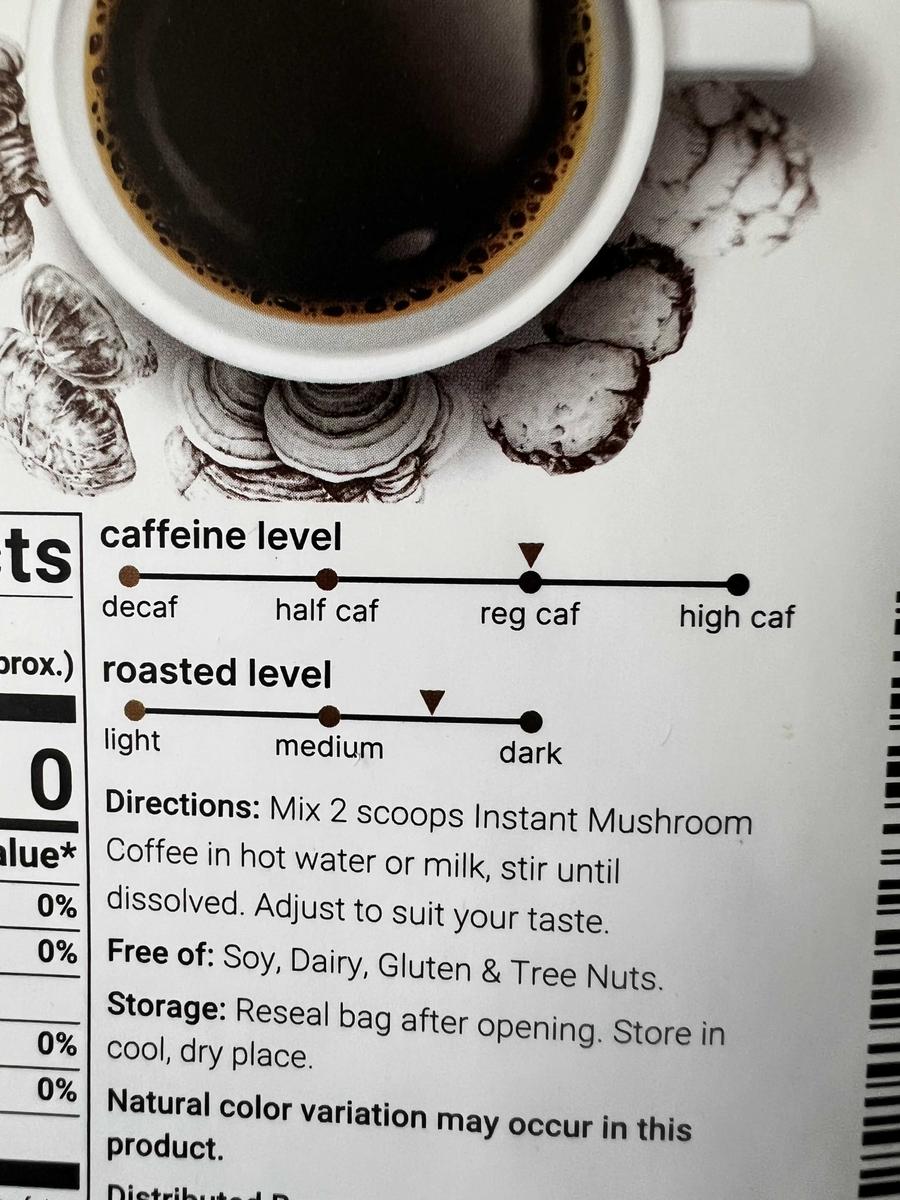 cts
caffeine level
decaf half caf reg caf high caf
prox.)
roasted level
light medium dark
0
Directions: Mix 2 scoops Instant Mushroom
Coffee in hot water or milk, stir until
dissolved. Adjust to suit your taste.
alue*
0%
0%
Free of: Soy, Dairy, Gluten & Tree Nuts.
Storage: Reseal bag after opening. Store in
cool, dry place.
0%
0%
Natural color variation may occur in this
product.